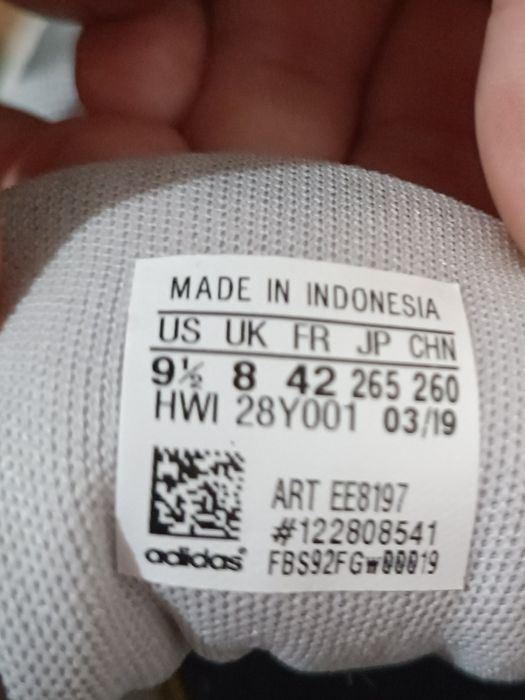 MADE IN INDONESIA
US UK FR JP CHN
9½ 8 42 265 260
HWI 28Y001 03/19
ART EE8197
#122808541
adidas